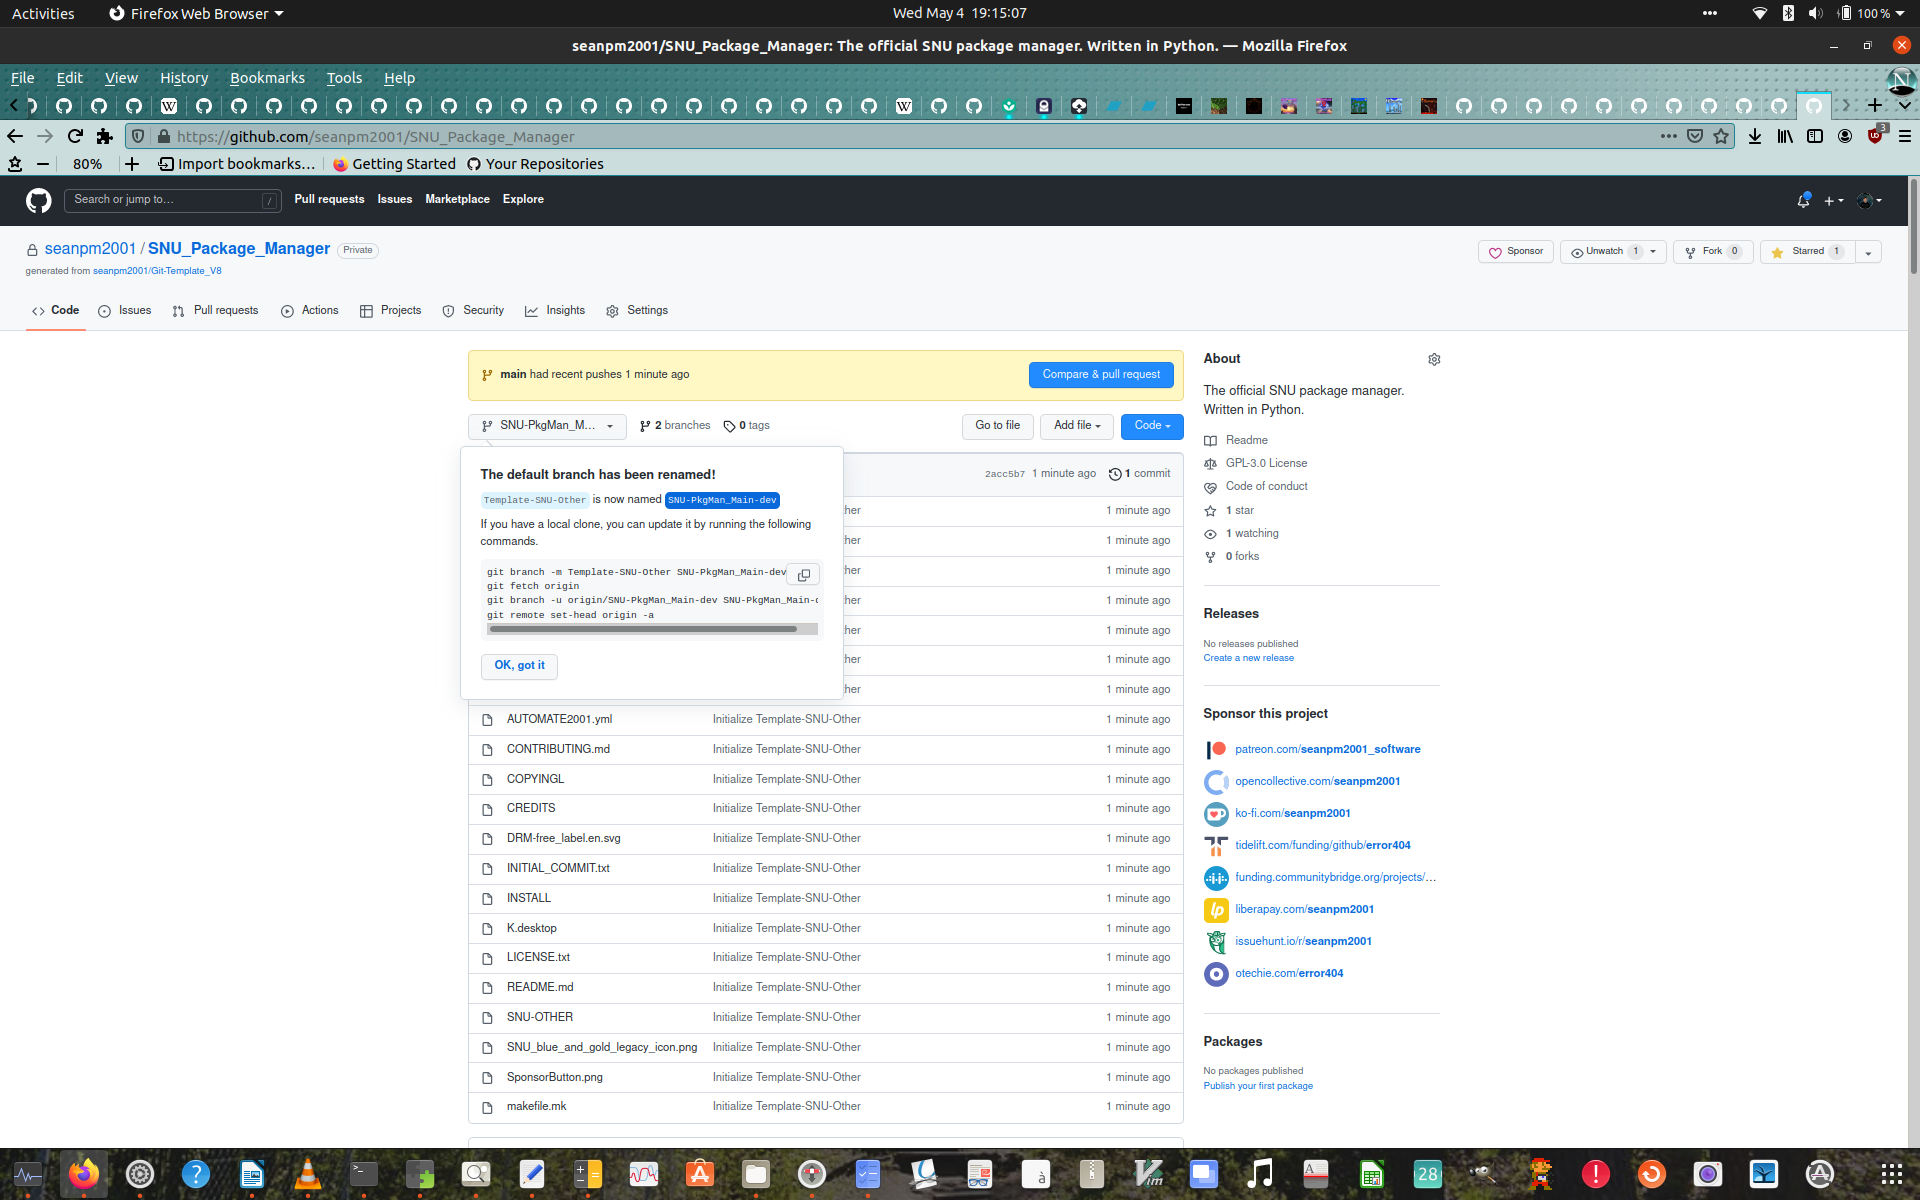 Activities Firefox Web Browser Wed May 4 19:15:07 100 %
seanpm2001/SNU_Package_Manager: The official SNU package manager. Written in Python. — Mozilla Firefox
File Edit View History Bookmarks Tools Help
https://github.com/seanpm2001/SNU_Package_Manager 3
80% Import bookmarks… Getting Started Your Repositories
Search or jump to… / Pull requests Issues Marketplace Explore
seanpm2001 / SNU_Package_Manager Private
Sponsor Unwatch 1 Fork 0 Starred 1
generated from seanpm2001/Git-Template_V8
Code Issues Pull requests Actions Projects Security Insights Settings
main had recent pushes 1 minute ago Compare & pull request
SNU-PkgMan_M... 2 branches 0 tags Go to file Add file Code
The default branch has been renamed!
Template-SNU-Other is now named SNU-PkgMan_Main-dev
If you have a local clone, you can update it by running the following
commands.
git branch -m Template-SNU-Other SNU-PkgMan_Main-dev
git fetch origin
git branch -u origin/SNU-PkgMan_Main-dev SNU-PkgMan_Main-
git remote set-head origin -a
OK, got it
2acc5b7 1 minute ago 1 commit
ther 1 minute ago
ther 1 minute ago
ther 1 minute ago
ther 1 minute ago
ther 1 minute ago
ther 1 minute ago
ther 1 minute ago
AUTOMATE2001.yml Initialize Template-SNU-Other 1 minute ago
CONTRIBUTING.md Initialize Template-SNU-Other 1 minute ago
COPYINGL Initialize Template-SNU-Other 1 minute ago
CREDITS Initialize Template-SNU-Other 1 minute ago
DRM-free_label.en.svg Initialize Template-SNU-Other 1 minute ago
INITIAL_COMMIT.txt Initialize Template-SNU-Other 1 minute ago
INSTALL Initialize Template-SNU-Other 1 minute ago
K.desktop Initialize Template-SNU-Other 1 minute ago
LICENSE.txt Initialize Template-SNU-Other 1 minute ago
README.md Initialize Template-SNU-Other 1 minute ago
SNU-OTHER Initialize Template-SNU-Other 1 minute ago
SNU_blue_and_gold_legacy_icon.png Initialize Template-SNU-Other 1 minute ago
SponsorButton.png Initialize Template-SNU-Other 1 minute ago
makefile.mk Initialize Template-SNU-Other 1 minute ago
About
The official SNU package manager.
Written in Python.
Readme
GPL-3.0 License
Code of conduct
1 star
1 watching
0 forks
Releases
No releases published
Create a new release
Sponsor this project
patreon.com/seanpm2001_software
opencollective.com/seanpm2001
ko-fi.com/seanpm2001
tidelift.com/funding/github/error404
funding.communitybridge.org/projects/…
liberapay.com/seanpm2001
issuehunt.io/r/seanpm2001
otechie.com/error404
Packages
No packages published
Publish your first package
28